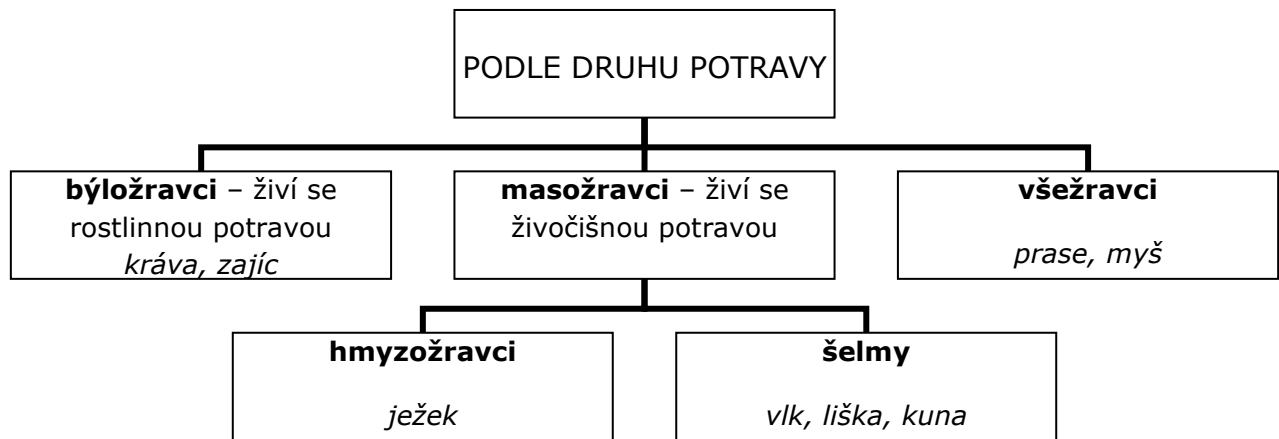 PODLE DRUHU POTRAVY
býložravci – živí se
rostlinnou potravou
kráva, zajíc
masožravci – živí se
živočišnou potravou
všežravci
prase, myš
hmyzožravci
ježek
šelmy
vlk, liška, kuna